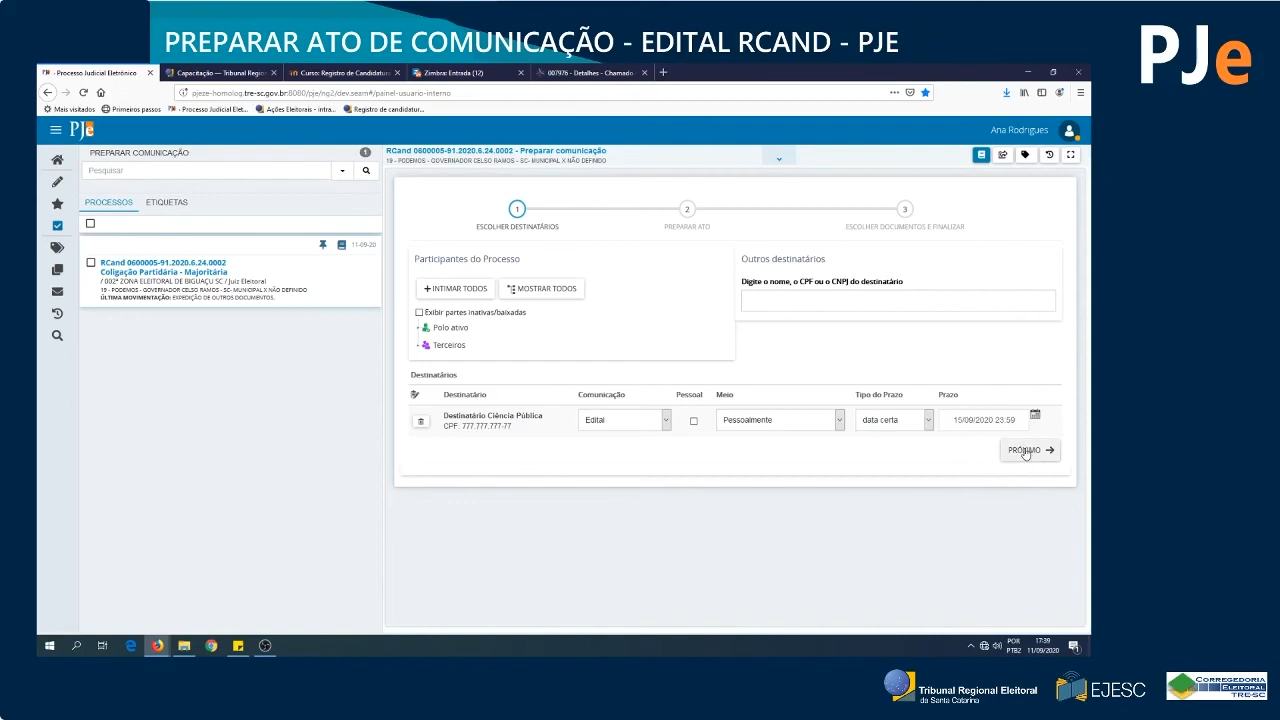 PREPARAR ATO DE COMUNICAÇÃO - EDITAL RCAND - PJE
PJe
- Processo Judicial Eletrônico
Capacitação — Tribunal Regio
Curso: Registro de Candidatura
Zimbra: Entrada (12)
007976 - Detalhes - Chamado
pjeze-homolog.tre-sc.gov.br:8080/pje/ng2/dev.seam#/painel-usuario-interno
Mais visitados
Primeiros passos
- Processo Judicial Elet...
Ações Eleitorais - intra...
Registro de candidatur...
PJe
Ana Rodrigues
PREPARAR COMUNICAÇÃO
1
Pesquisar
PROCESSOS
ETIQUETAS
11-09-20
RCand 0600005-91.2020.6.24.0002
Coligação Partidária - Majoritária
/ 002ª ZONA ELEITORAL DE BIGUAÇU SC / Juiz Eleitoral
19 - PODEMOS - GOVERNADOR CELSO RAMOS - SC- MUNICIPAL X NÃO DEFINIDO
ÚLTIMA MOVIMENTAÇÃO: EXPEDIÇÃO DE OUTROS DOCUMENTOS.
RCand 0600005-91.2020.6.24.0002 - Preparar comunicação
19 - PODEMOS - GOVERNADOR CELSO RAMOS - SC- MUNICIPAL X NÃO DEFINIDO
1
2
3
ESCOLHER DESTINATÁRIOS
PREPARAR ATO
ESCOLHER DOCUMENTOS E FINALIZAR
Participantes do Processo
INTIMAR TODOS
MOSTRAR TODOS
Exibir partes inativas/baixadas
Polo ativo
Terceiros
Outros destinatários
Digite o nome, o CPF ou o CNPJ do destinatário
Destinatários
Destinatário
Comunicação
Pessoal
Meio
Tipo do Prazo
Prazo
Destinatário Ciência Pública
CPF: 777.777.777-77
Edital
Pessoalmente
data certa
15/09/2020 23:59
PRÓXIMO
POR
PTB2
17:39
11/09/2020
Tribunal Regional Eleitoral
de Santa Catarina
EJESC
CORREGEDORIA
ELEITORAL
TRE-SC